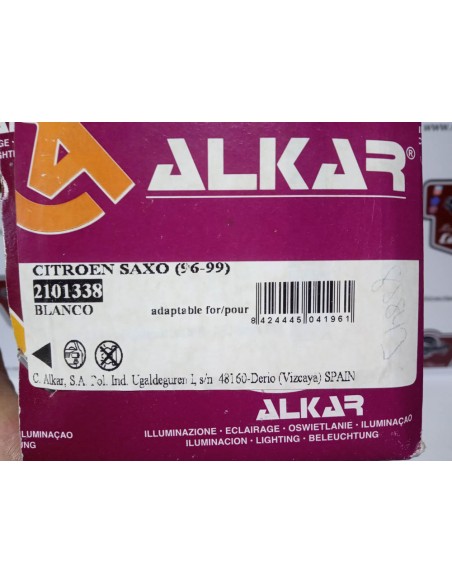 ALKAR®
CITROEN SAXO (96-99)
2101338
BLANCO
adaptable for/pour
8 424445 041961
C. Alkar, S.A. Pol. Ind. Ugaldeguren I, s/n 48160-Derio (Vizcaya) SPAIN
ALKAR
ILLUMINAZIONE · ECLAIRAGE · OSWIETLANIE · ILUMINAÇAO
ILUMINACION · LIGHTING · BELEUCHTUNG
ILUMINAÇAO